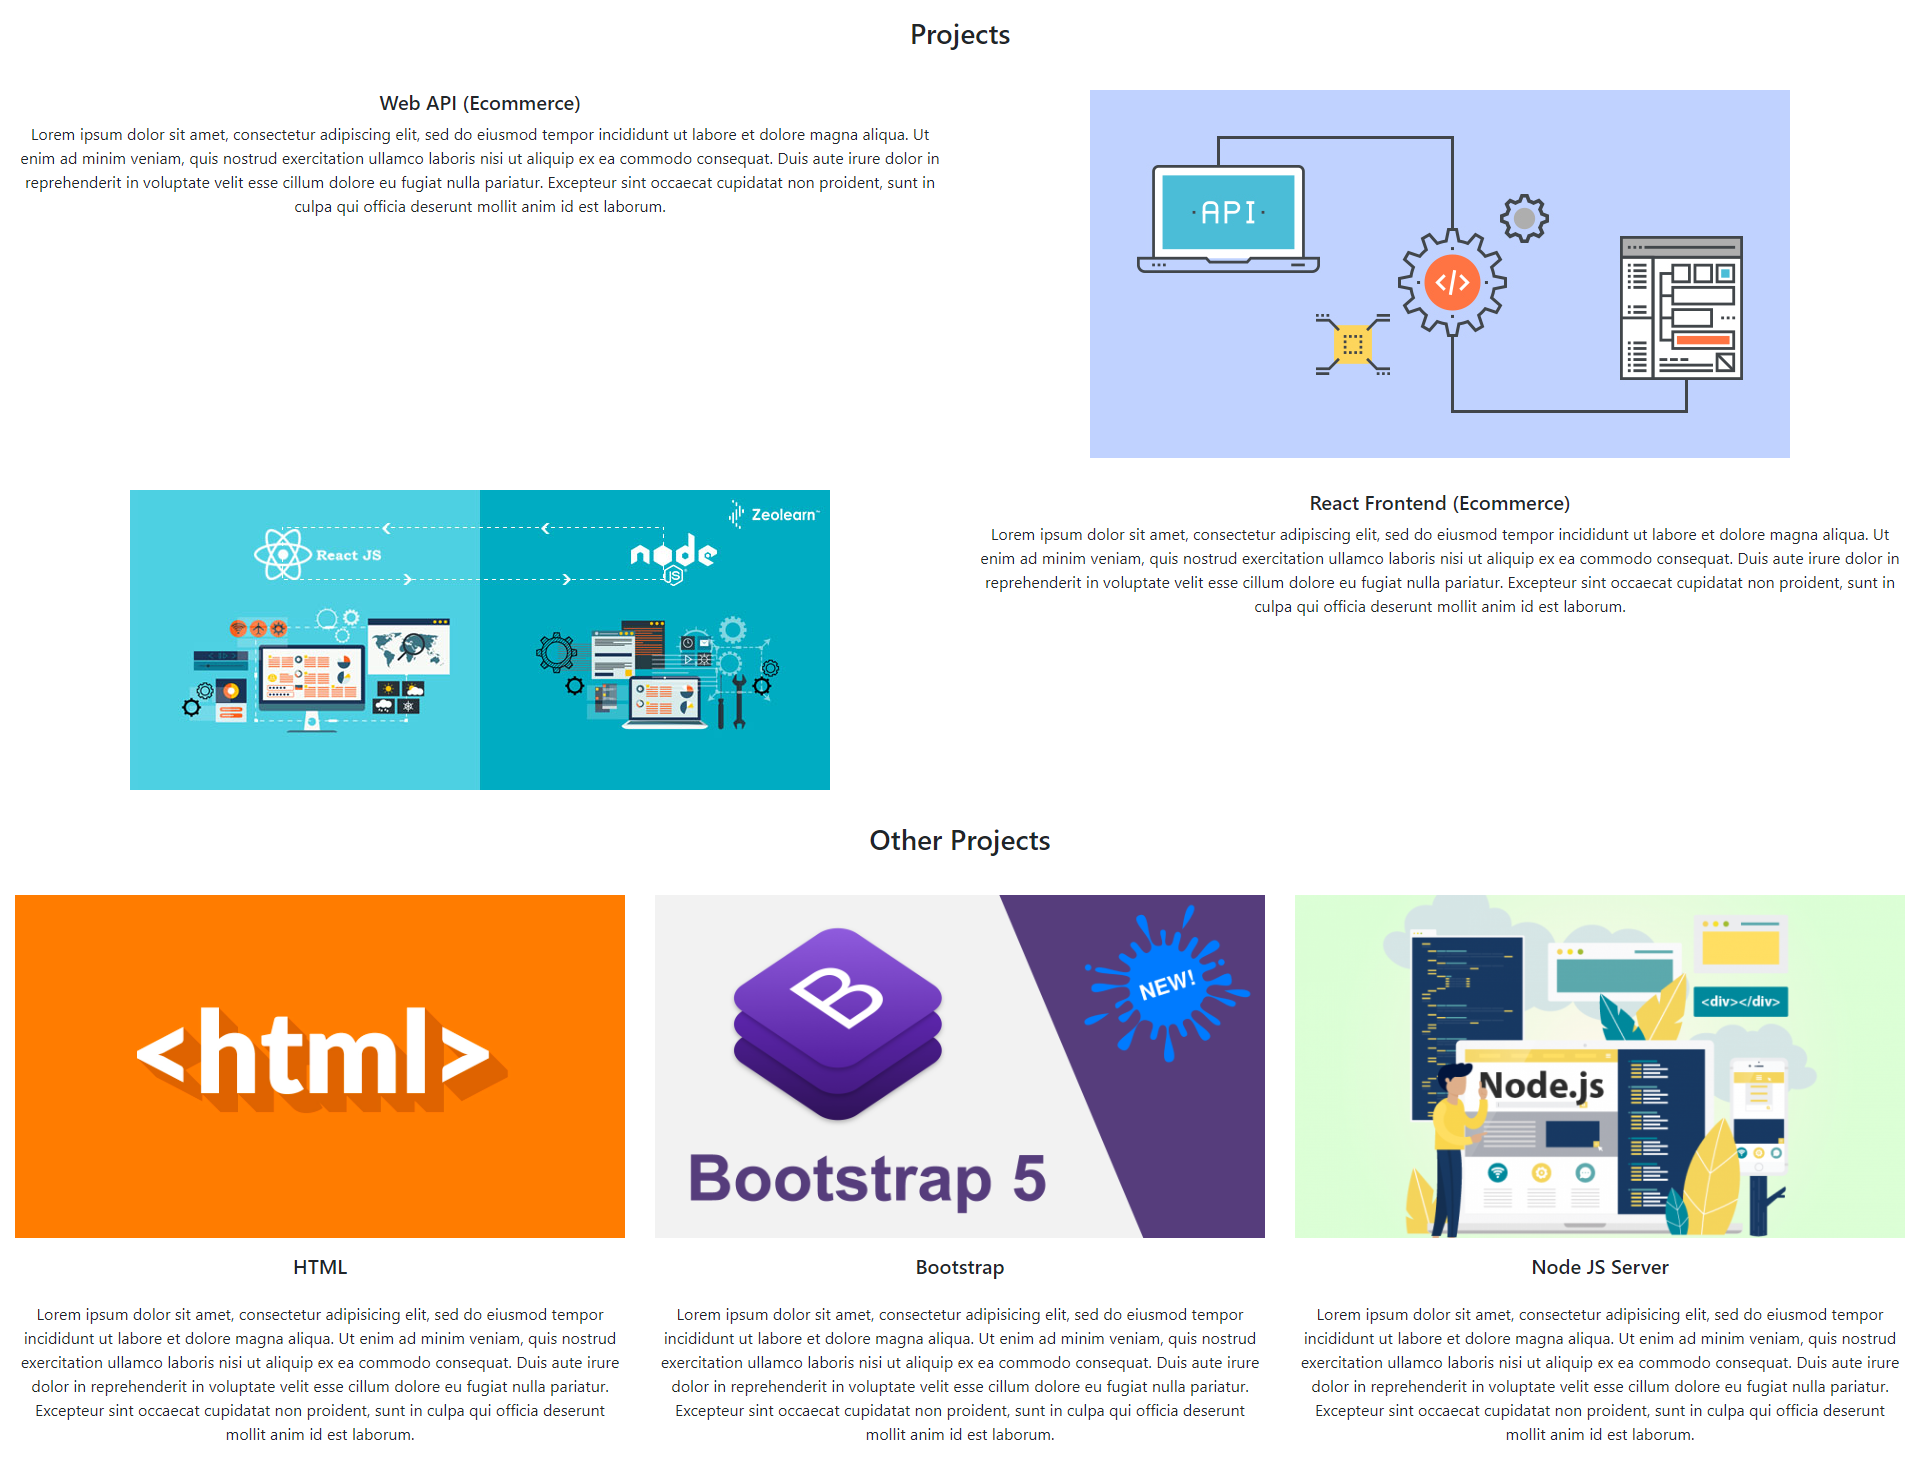 Projects
Web API (Ecommerce)
Lorem ipsum dolor sit amet, consectetur adipiscing elit, sed do eiusmod tempor incididunt ut labore et dolore magna aliqua. Ut
enim ad minim veniam, quis nostrud exercitation ullamco laboris nisi ut aliquip ex ea commodo consequat. Duis aute irure dolor in
reprehenderit in voluptate velit esse cillum dolore eu fugiat nulla pariatur. Excepteur sint occaecat cupidatat non proident, sunt in
culpa qui officia deserunt mollit anim id est laborum.
· API ·
</>
Zeolearn™
React JS
node
JS
React Frontend (Ecommerce)
Lorem ipsum dolor sit amet, consectetur adipiscing elit, sed do eiusmod tempor incididunt ut labore et dolore magna aliqua. Ut
enim ad minim veniam, quis nostrud exercitation ullamco laboris nisi ut aliquip ex ea commodo consequat. Duis aute irure dolor in
reprehenderit in voluptate velit esse cillum dolore eu fugiat nulla pariatur. Excepteur sint occaecat cupidatat non proident, sunt in
culpa qui officia deserunt mollit anim id est laborum.
Other Projects
<html>
B
NEW!
Bootstrap 5
<div></div>
Node.js
HTML
Lorem ipsum dolor sit amet, consectetur adipisicing elit, sed do eiusmod tempor
incididunt ut labore et dolore magna aliqua. Ut enim ad minim veniam, quis nostrud
exercitation ullamco laboris nisi ut aliquip ex ea commodo consequat. Duis aute irure
dolor in reprehenderit in voluptate velit esse cillum dolore eu fugiat nulla pariatur.
Excepteur sint occaecat cupidatat non proident, sunt in culpa qui officia deserunt
mollit anim id est laborum.
Bootstrap
Lorem ipsum dolor sit amet, consectetur adipisicing elit, sed do eiusmod tempor
incididunt ut labore et dolore magna aliqua. Ut enim ad minim veniam, quis nostrud
exercitation ullamco laboris nisi ut aliquip ex ea commodo consequat. Duis aute irure
dolor in reprehenderit in voluptate velit esse cillum dolore eu fugiat nulla pariatur.
Excepteur sint occaecat cupidatat non proident, sunt in culpa qui officia deserunt
mollit anim id est laborum.
Node JS Server
Lorem ipsum dolor sit amet, consectetur adipisicing elit, sed do eiusmod tempor
incididunt ut labore et dolore magna aliqua. Ut enim ad minim veniam, quis nostrud
exercitation ullamco laboris nisi ut aliquip ex ea commodo consequat. Duis aute irure
dolor in reprehenderit in voluptate velit esse cillum dolore eu fugiat nulla pariatur.
Excepteur sint occaecat cupidatat non proident, sunt in culpa qui officia deserunt
mollit anim id est laborum.